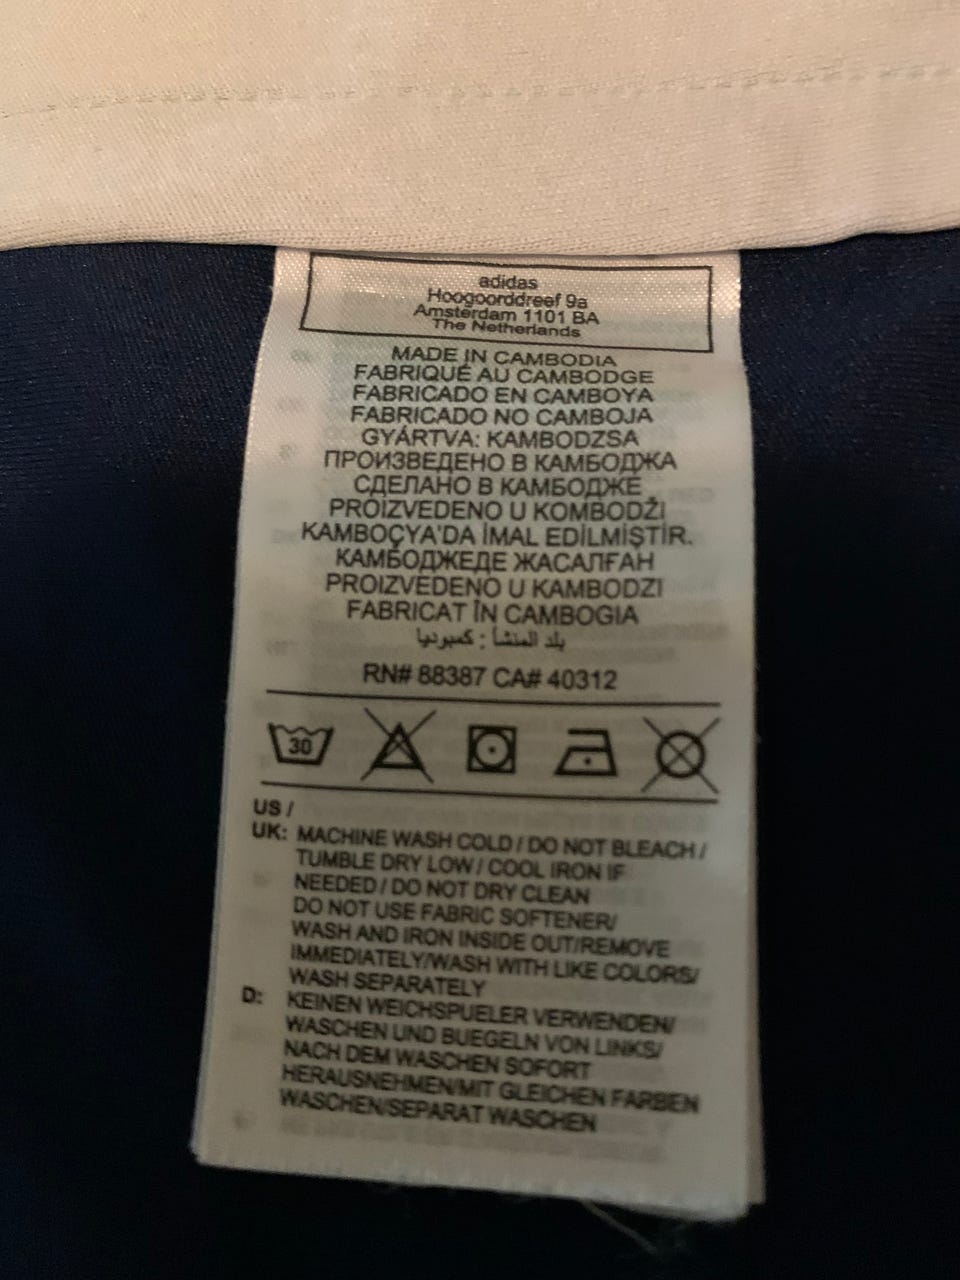 adidas
Hoogoorddreef 9a
Amsterdam 1101 BA
The Netherlands
MADE IN CAMBODIA
FABRIQUÉ AU CAMBODGE
FABRICADO EN CAMBOYA
FABRICADO NO CAMBOJA
GYÁRTVA: KAMBODZSA
ПРОИЗВЕДЕНО В КАМБОДЖА
СДЕЛАНО В КАМБОДЖЕ
PROIZVEDENO U KOMBODŽI
KAMBOÇYA'DA İMAL EDİLMİŞTİR.
КАМБОДЖЕДЕ ЖАСАЛҒАН
PROIZVEDENO U KAMBODZI
FABRICAT ÎN CAMBOGIA
بلد المنشأ : كمبوديا
RN# 88387 CA# 40312
30
US /
UK: MACHINE WASH COLD / DO NOT BLEACH /
TUMBLE DRY LOW / COOL IRON IF
NEEDED / DO NOT DRY CLEAN
DO NOT USE FABRIC SOFTENER/
WASH AND IRON INSIDE OUT/REMOVE
IMMEDIATELY/WASH WITH LIKE COLORS/
WASH SEPARATELY
D: KEINEN WEICHSPUELER VERWENDEN/
WASCHEN UND BUEGELN VON LINKS/
NACH DEM WASCHEN SOFORT
HERAUSNEHMEN/MIT GLEICHEN FARBEN
WASCHEN/SEPARAT WASCHEN